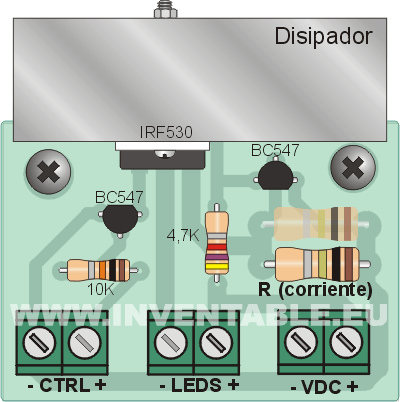 Disipador
IRF530
BC547
BC547
4,7K
10K
R (corriente)
WWW.INVENTABLE.EU
- CTRL +
- LEDS +
- VDC +